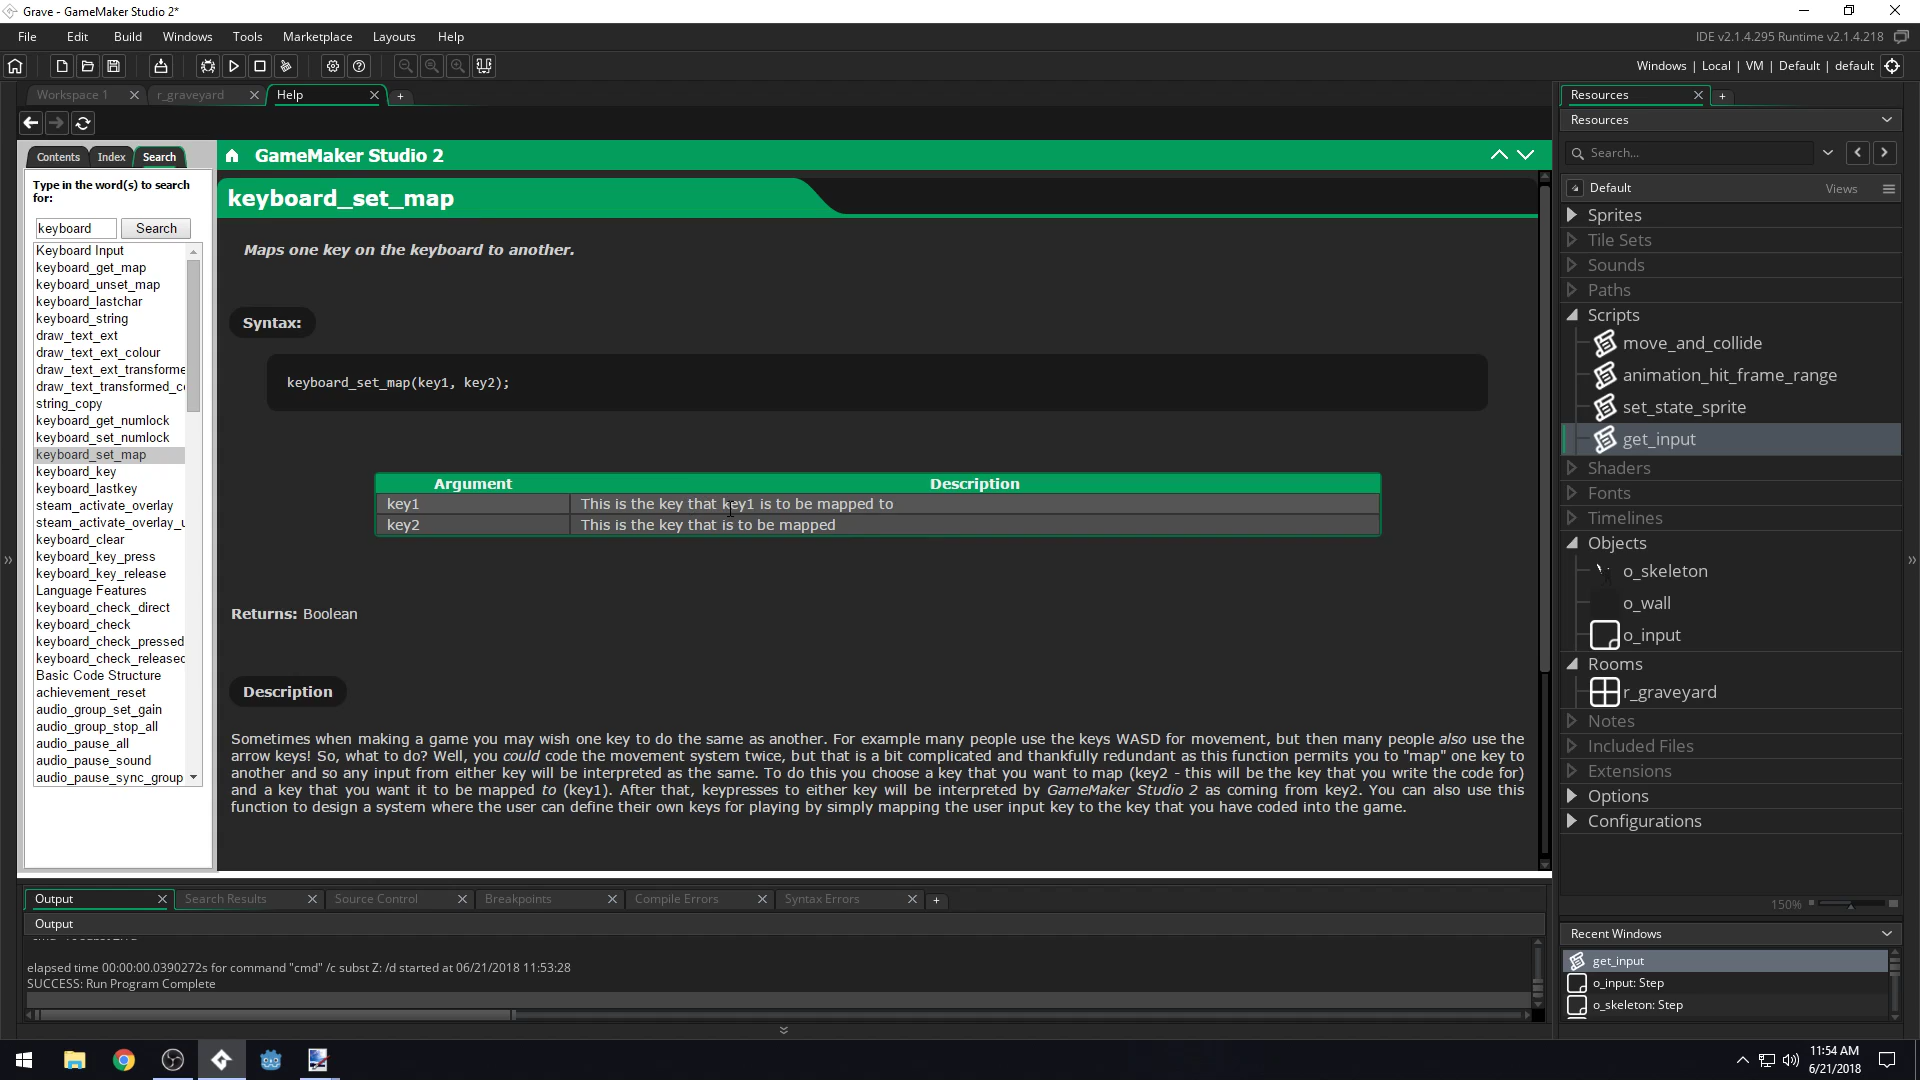 Grave - GameMaker Studio 2*
File Edit Build Windows Tools Marketplace Layouts Help
IDE v2.1.4.295 Runtime v2.1.4.218
Windows | Local | VM | Default | default
Workspace 1
r_graveyard
Help
+
Contents
Index
Search
Type in the word(s) to search
for:
keyboard
Search
Keyboard Input
keyboard_get_map
keyboard_unset_map
keyboard_lastchar
keyboard_string
draw_text_ext
draw_text_ext_colour
draw_text_ext_transforme
draw_text_transformed_c
string_copy
keyboard_get_numlock
keyboard_set_numlock
keyboard_set_map
keyboard_key
keyboard_lastkey
steam_activate_overlay
steam_activate_overlay_u
keyboard_clear
keyboard_key_press
keyboard_key_release
Language Features
keyboard_check_direct
keyboard_check
keyboard_check_pressed
keyboard_check_released
Basic Code Structure
achievement_reset
audio_group_set_gain
audio_group_stop_all
audio_pause_all
audio_pause_sound
audio_pause_sync_group
GameMaker Studio 2
keyboard_set_map
Maps one key on the keyboard to another.
Syntax:
keyboard_set_map(key1, key2);
Argument Description
key1 This is the key that key1 is to be mapped to
key2 This is the key that is to be mapped
Returns: Boolean
Description
Sometimes when making a game you may wish one key to do the same as another. For example many people use the keys WASD for movement, but then many people also use the
arrow keys! So, what to do? Well, you could code the movement system twice, but that is a bit complicated and thankfully redundant as this function permits you to "map" one key to
another and so any input from either key will be interpreted as the same. To do this you choose a key that you want to map (key2 - this will be the key that you write the code for)
and a key that you want it to be mapped to (key1). After that, keypresses to either key will be interpreted by GameMaker Studio 2 as coming from key2. You can also use this
function to design a system where the user can define their own keys for playing by simply mapping the user input key to the key that you have coded into the game.
Output
Search Results
Source Control
Breakpoints
Compile Errors
Syntax Errors
+
Output
elapsed time 00:00:00.0390272s for command "cmd" /c subst Z: /d started at 06/21/2018 11:53:28
SUCCESS: Run Program Complete
Resources
+
Resources
Search...
Default
Views
Sprites
Tile Sets
Sounds
Paths
Scripts
move_and_collide
animation_hit_frame_range
set_state_sprite
get_input
Shaders
Fonts
Timelines
Objects
o_skeleton
o_wall
o_input
Rooms
r_graveyard
Notes
Included Files
Extensions
Options
Configurations
150%
Recent Windows
get_input
o_input: Step
o_skeleton: Step
11:54 AM
6/21/2018